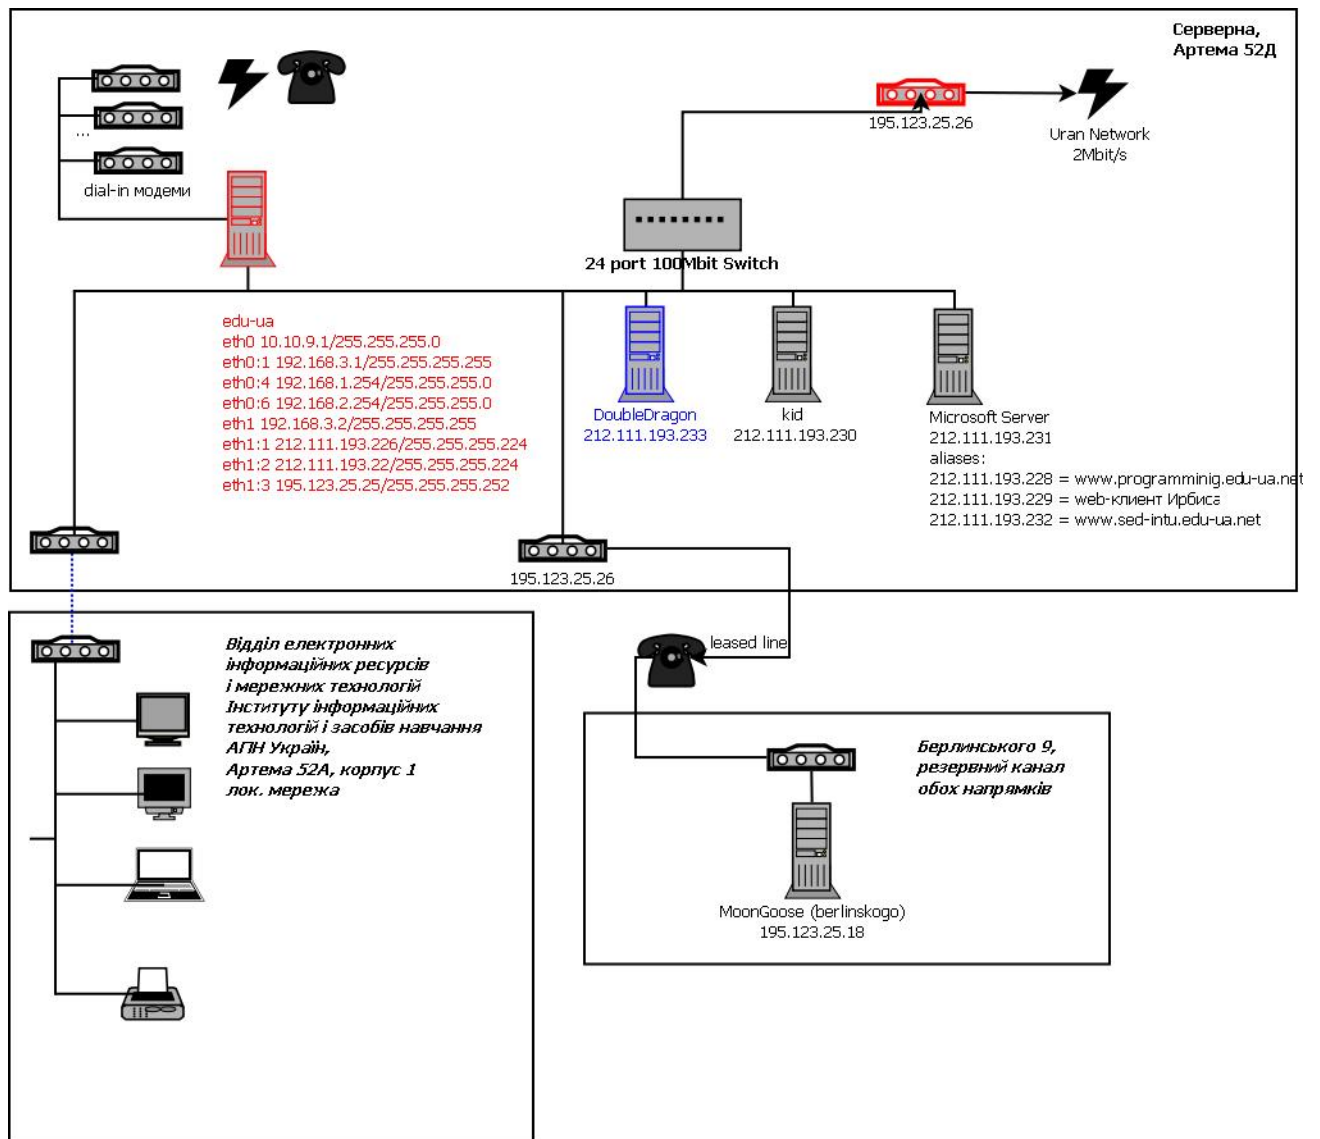 Серверна,
Артема 52Д
195.123.25.26
Uran Network
2Mbit/s
...
dial-in модеми
24 port 100Mbit Switch
edu-ua
eth0 10.10.9.1/255.255.255.0
eth0:1 192.168.3.1/255.255.255.255
eth0:4 192.168.1.254/255.255.255.0
eth0:6 192.168.2.254/255.255.255.0
eth1 192.168.3.2/255.255.255.255
eth1:1 212.111.193.226/255.255.255.224
eth1:2 212.111.193.22/255.255.255.224
eth1:3 195.123.25.25/255.255.255.252
DoubleDragon
212.111.193.233
kid
212.111.193.230
Microsoft Server
212.111.193.231
aliases:
212.111.193.228 = www.programminig.edu-ua.net
212.111.193.229 = web-клиент Ирбиса
212.111.193.232 = www.sed-intu.edu-ua.net
195.123.25.26
leased line
Відділ електронних
інформаційних ресурсів
і мережних технологій
Інституту інформаційних
технологій і засобів навчання
АПН Україн,
Артема 52А, корпус 1
лок. мережа
Берлинського 9,
резервний канал
обох напрямків
MoonGoose (berlinskogo)
195.123.25.18